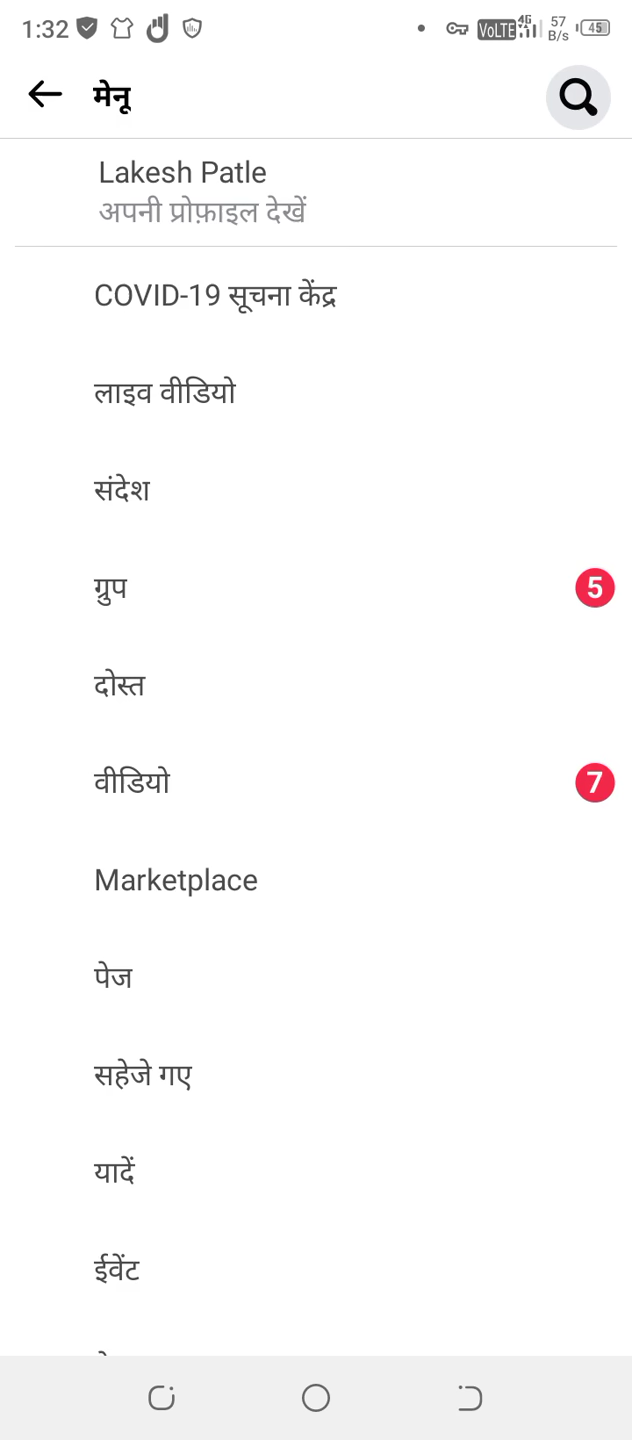 1:32
VoLTE 4G 57 B/s 45
मेनू
Lakesh Patle
अपनी प्रोफ़ाइल देखें
COVID-19 सूचना केंद्र
लाइव वीडियो
संदेश
ग्रुप 5
दोस्त
वीडियो 7
Marketplace
पेज
सहेजे गए
यादें
ईवेंट